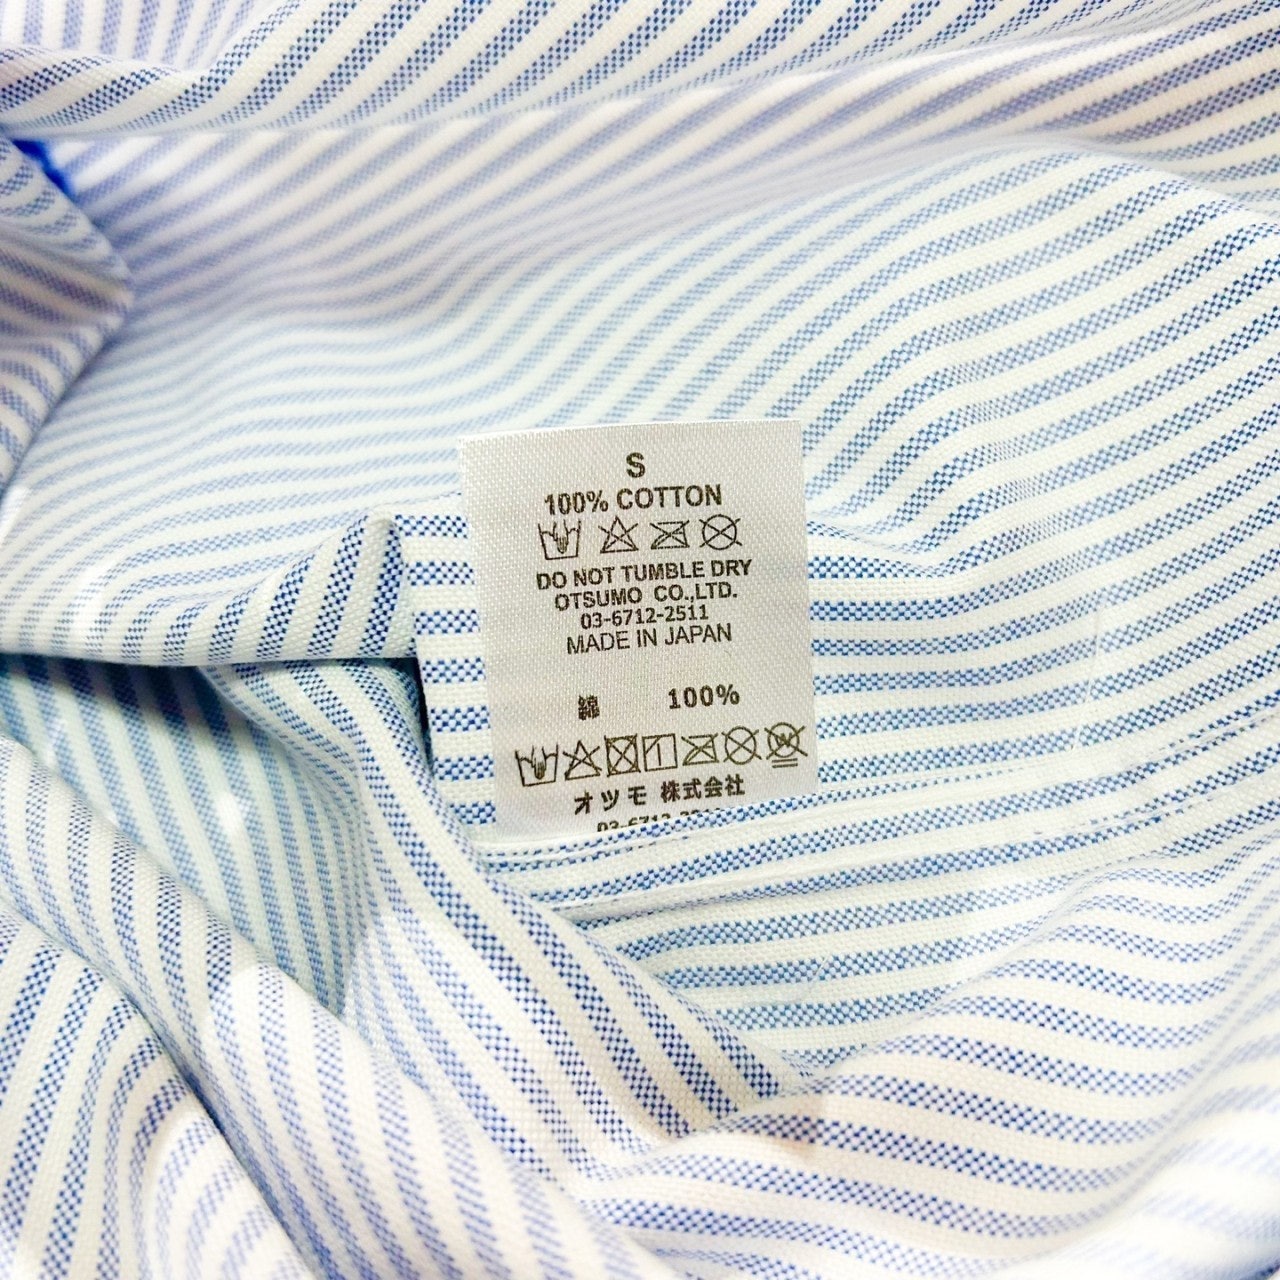 S
100% COTTON
DO NOT TUMBLE DRY
OTSUMO CO.,LTD.
03-6712-2511
MADE IN JAPAN
綿 100%
オツモ 株式会社